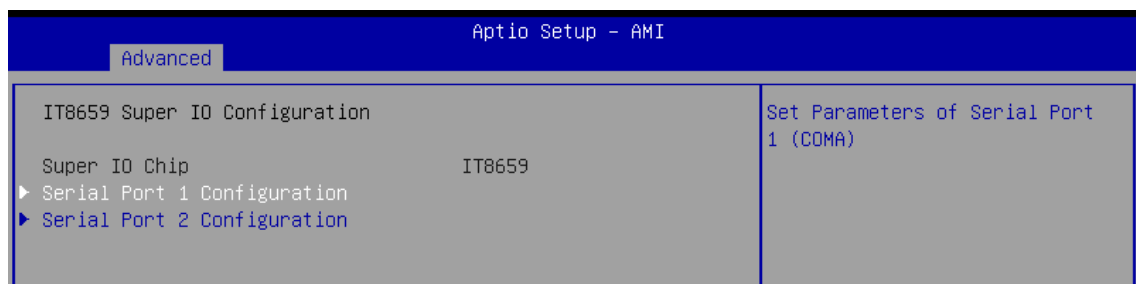 Aptio Setup - AMI
Advanced
IT8659 Super IO Configuration
Super IO Chip IT8659
Serial Port 1 Configuration
Serial Port 2 Configuration
Set Parameters of Serial Port
1 (COMA)